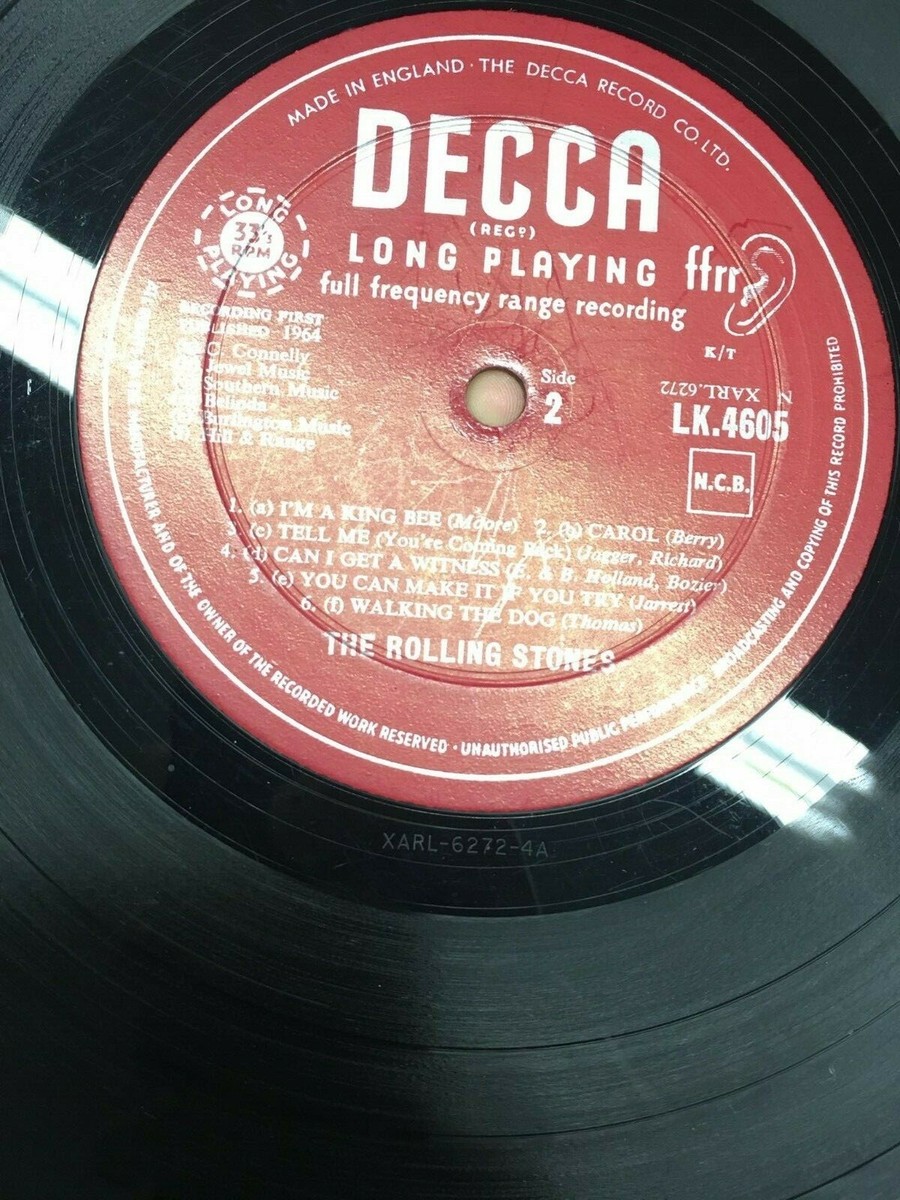 MADE IN ENGLAND · THE DECCA RECORD CO. LTD.
DECCA
(REGD)
LONG PLAYING
33⅓
RPM
LONG PLAYING ffrr
full frequency range recording
RECORDING FIRST
PUBLISHED 1964
K/T
C. Connelly
Jewel Music
Southern Music
Belinda
Burlington Music
Hill & Range
Side
2
N
XARL.6272
LK.4605
N.C.B.
1. (a) I'M A KING BEE (Moore) 2. (b) CAROL (Berry)
3. (c) TELL ME (You're Coming Back) (Jagger, Richard)
4. (d) CAN I GET A WITNESS (E. & B. Holland, Bozier)
5. (e) YOU CAN MAKE IT IF YOU TRY (Jarrett)
6. (f) WALKING THE DOG (Thomas)
THE ROLLING STONES
MANUFACTURER AND OF THE OWNER OF THE RECORDED WORK RESERVED · UNAUTHORISED PUBLIC PERFORMANCE BROADCASTING AND COPYING OF THIS RECORD PROHIBITED
XARL-6272-4A